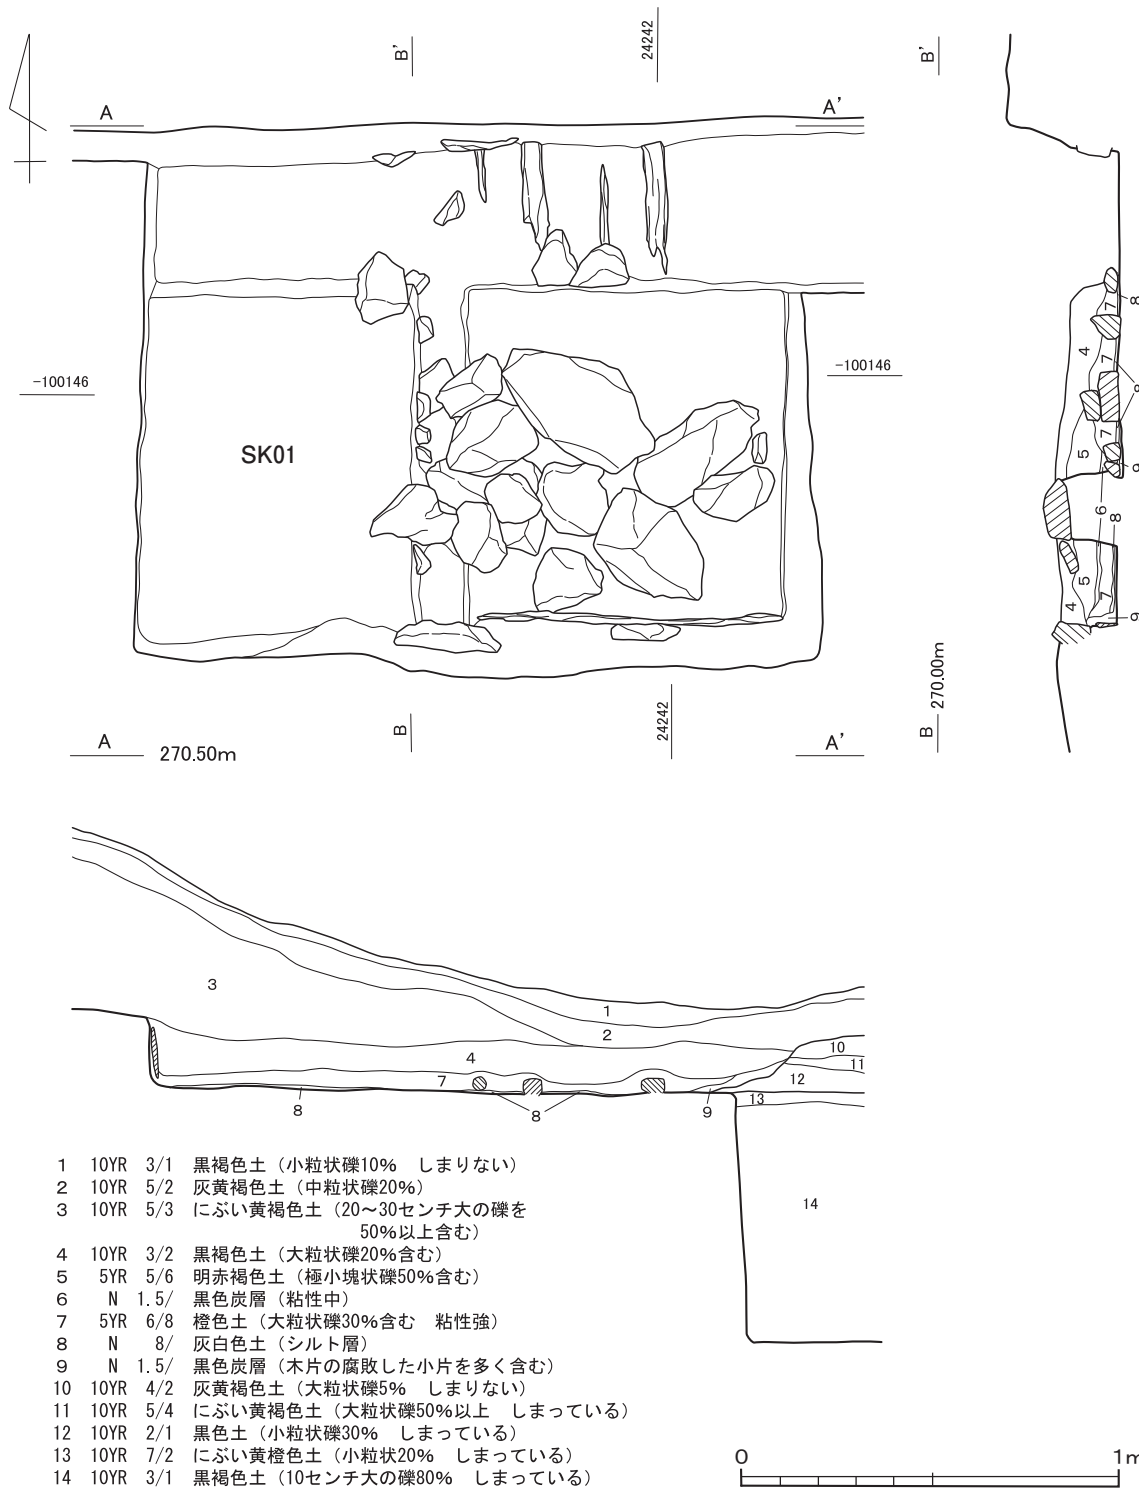 B'
24242
B'
A
A'
-100146
-100146
SK01
8
7
4
7
8
7
5
9
6
8
5
7
4
9
270.00m
B
24242
B
A
270.50m
A'
3
1
2
4
10
11
7
12
8
8
9
13
14
1 10YR 3/1 黒褐色土（小粒状礫10%　しまりない）
2 10YR 5/2 灰黄褐色土（中粒状礫20%）
3 10YR 5/3 にぶい黄褐色土（20～30センチ大の礫を
50%以上含む）
4 10YR 3/2 黒褐色土（大粒状礫20%含む）
5 5YR 5/6 明赤褐色土（極小塊状礫50%含む）
6 N 1.5/ 黒色炭層（粘性中）
7 5YR 6/8 橙色土（大粒状礫30%含む　粘性強）
8 N 8/ 灰白色土（シルト層）
9 N 1.5/ 黒色炭層（木片の腐敗した小片を多く含む）
10 10YR 4/2 灰黄褐色土（大粒状礫5%　しまりない）
11 10YR 5/4 にぶい黄褐色土（大粒状礫50%以上　しまっている）
12 10YR 2/1 黒色土（小粒状礫30%　しまっている）
13 10YR 7/2 にぶい黄橙色土（小粒状20%　しまっている）
14 10YR 3/1 黒褐色土（10センチ大の礫80%　しまっている）
0
1m